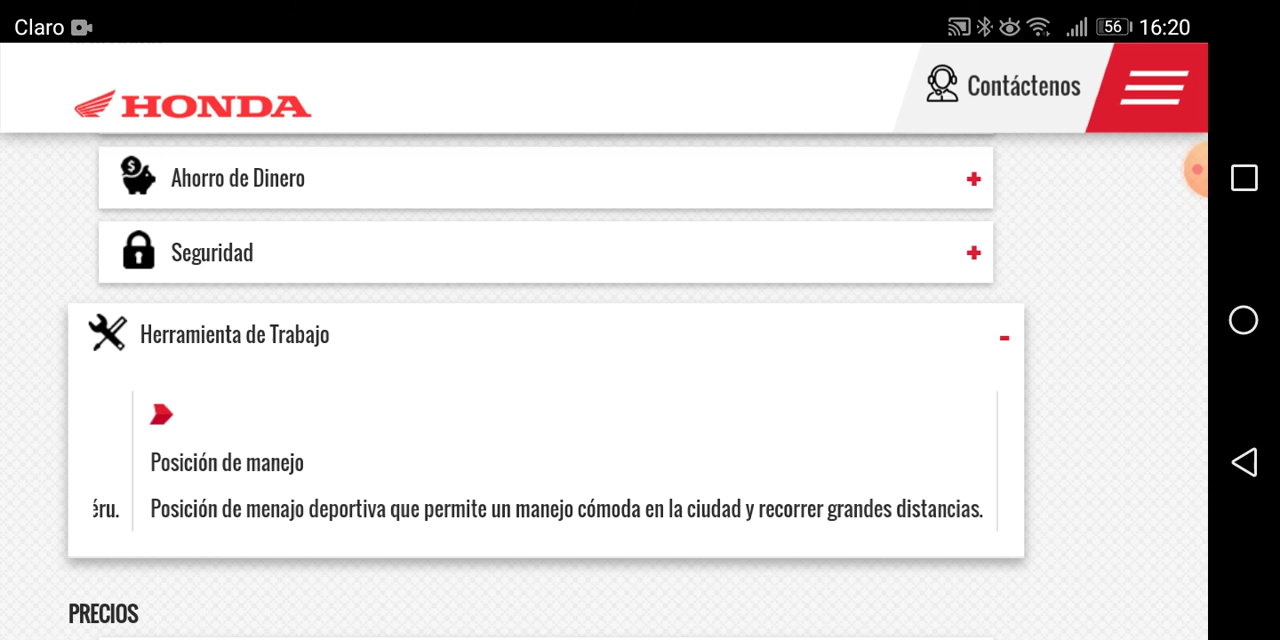 Claro
56 16:20
HONDA
Contáctenos
Ahorro de Dinero
Seguridad
Herramienta de Trabajo
Posición de manejo
éru.
Posición de menajo deportiva que permite un manejo cómoda en la ciudad y recorrer grandes distancias.
PRECIOS